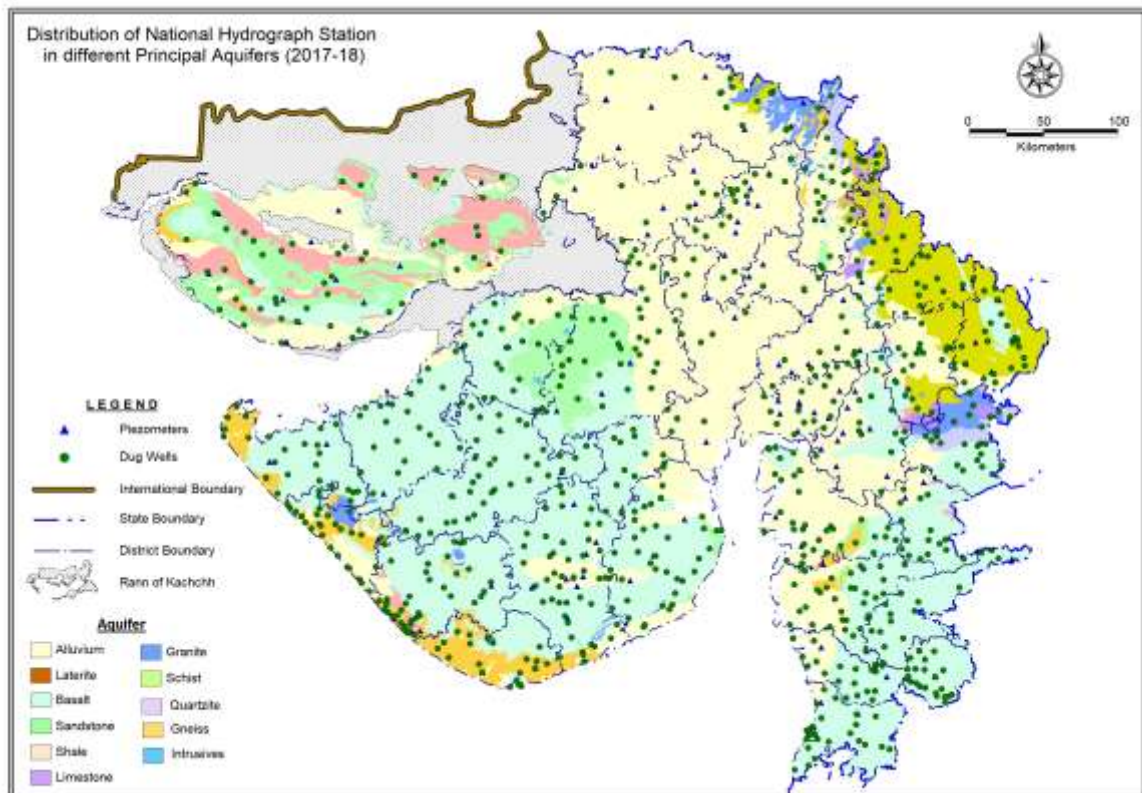 Distribution of National Hydrograph Station
in different Principal Aquifers (2017-18)
0 50 100
Kilometers
LEGEND
Piezometers
Dug Wells
International Boundary
State Boundary
District Boundary
Rann of Kachchh
Aquifer
Alluvium
Laterite
Basalt
Sandstone
Shale
Limestone
Granite
Schist
Quartzite
Gneiss
Intrusives